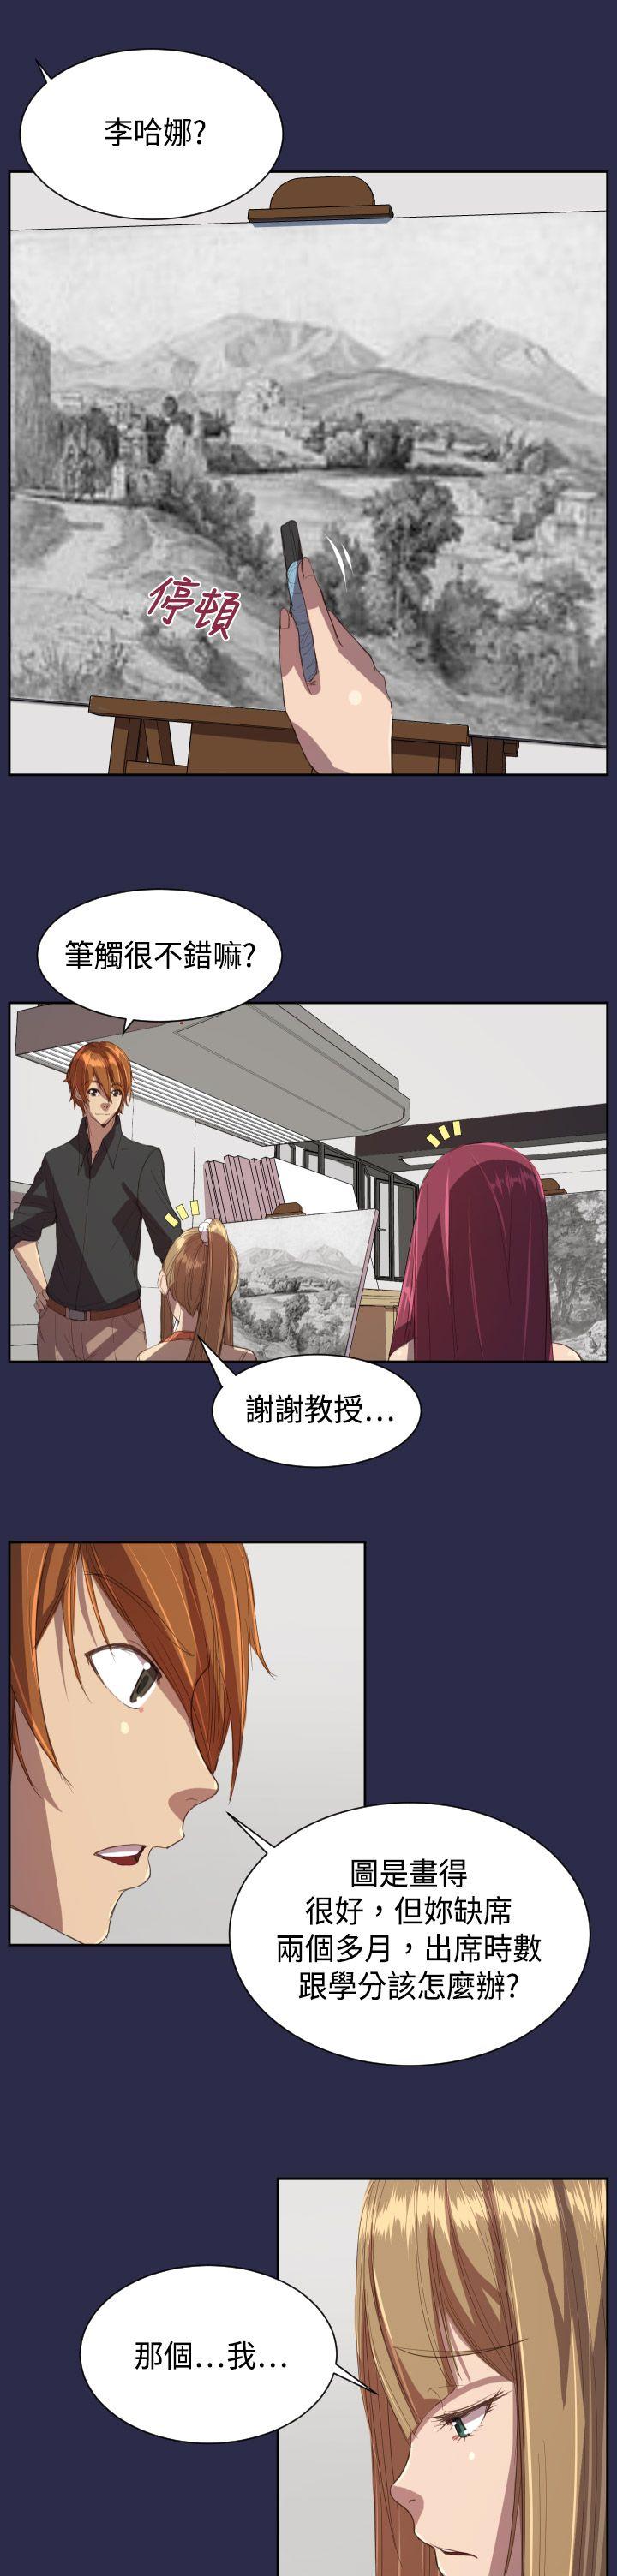 李哈娜?
停頓
筆觸很不錯嘛?
謝謝教授...
圖是畫得
很好，但妳缺席
兩個多月，出席時數
跟學分該怎麼辦?
那個...我...